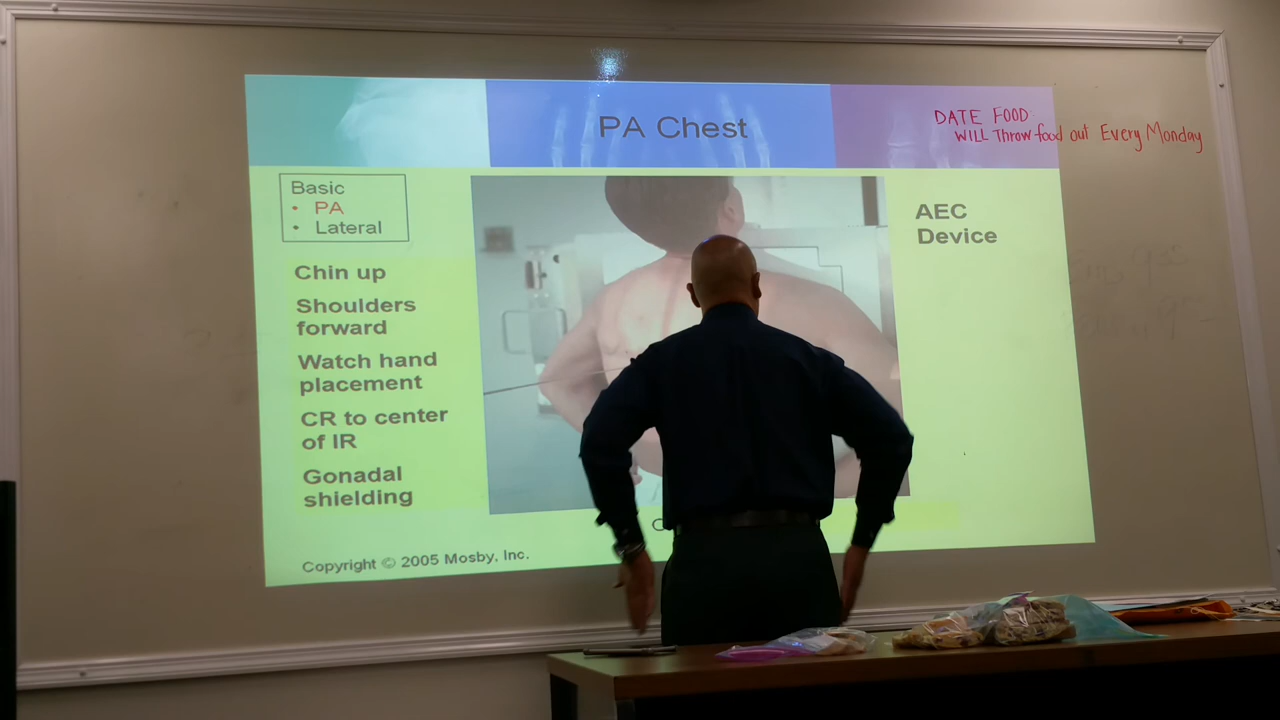 PA Chest
DATE FOOD
WILL Throw food out Every Monday
Basic
• PA
• Lateral
Chin up
Shoulders
forward
Watch hand
placement
CR to center
of IR
Gonadal
shielding
AEC
Device
Copyright © 2005 Mosby, Inc.